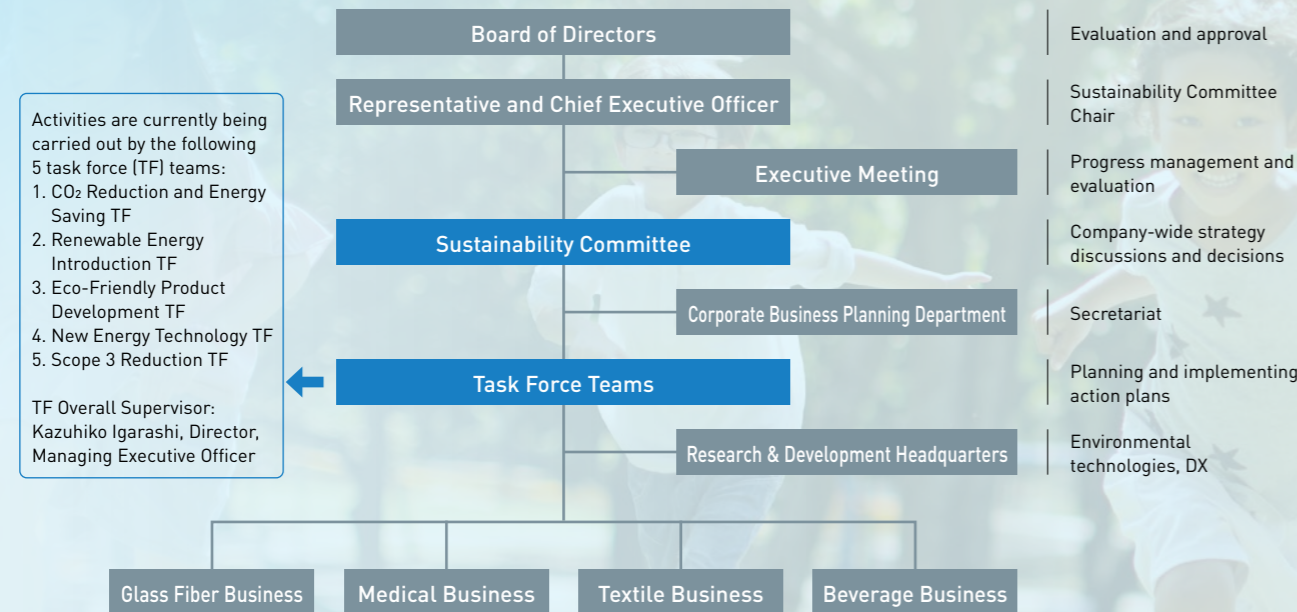 Board of Directors
Evaluation and approval
Representative and Chief Executive Officer
Sustainability Committee
Chair
Executive Meeting
Progress management and
evaluation
Sustainability Committee
Company-wide strategy
discussions and decisions
Corporate Business Planning Department
Secretariat
Task Force Teams
Planning and implementing
action plans
Research & Development Headquarters
Environmental
technologies, DX
Activities are currently being
carried out by the following
5 task force (TF) teams:
1. CO₂ Reduction and Energy
Saving TF
2. Renewable Energy
Introduction TF
3. Eco-Friendly Product
Development TF
4. New Energy Technology TF
5. Scope 3 Reduction TF
TF Overall Supervisor:
Kazuhiko Igarashi, Director,
Managing Executive Officer
Glass Fiber Business
Medical Business
Textile Business
Beverage Business